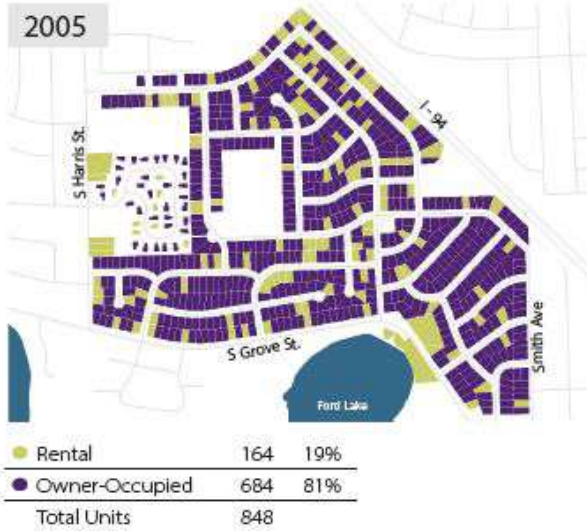 2005
I - 94
S Harris St.
S Grove St.
Smith Ave
Ford Lake
Rental 164 19%
Owner-Occupied 684 81%
Total Units 848